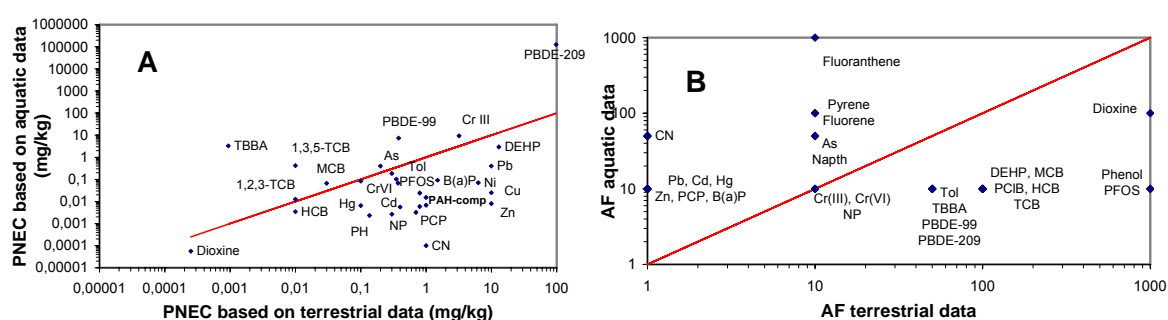 A
PNEC based on aquatic data
(mg/kg)
1000000
100000
10000
1000
100
10
1
0,1
0,01
0,001
0,0001
0,00001
PBDE-209
PBDE-99
Cr III
TBBA
1,3,5-TCB
As
Tol
DEHP
MCB
Pb
1,2,3-TCB
CrVI
PFOS
B(a)P
Ni
Cu
HCB
Hg
Cd
PAH-comp
Zn
PH
NP
PCP
CN
Dioxine
0,00001
0,0001
0,001
0,01
0,1
1
10
100
PNEC based on terrestrial data (mg/kg)
B
AF aquatic data
1000
100
10
1
Fluoranthene
Pyrene
Fluorene
Dioxine
CN
As
Napth
Pb, Cd, Hg
Zn, PCP, B(a)P
Cr(III), Cr(VI)
NP
Tol
TBBA
PBDE-99
PBDE-209
DEHP, MCB
PCIB, HCB
TCB
Phenol
PFOS
1
10
100
1000
AF terrestrial data